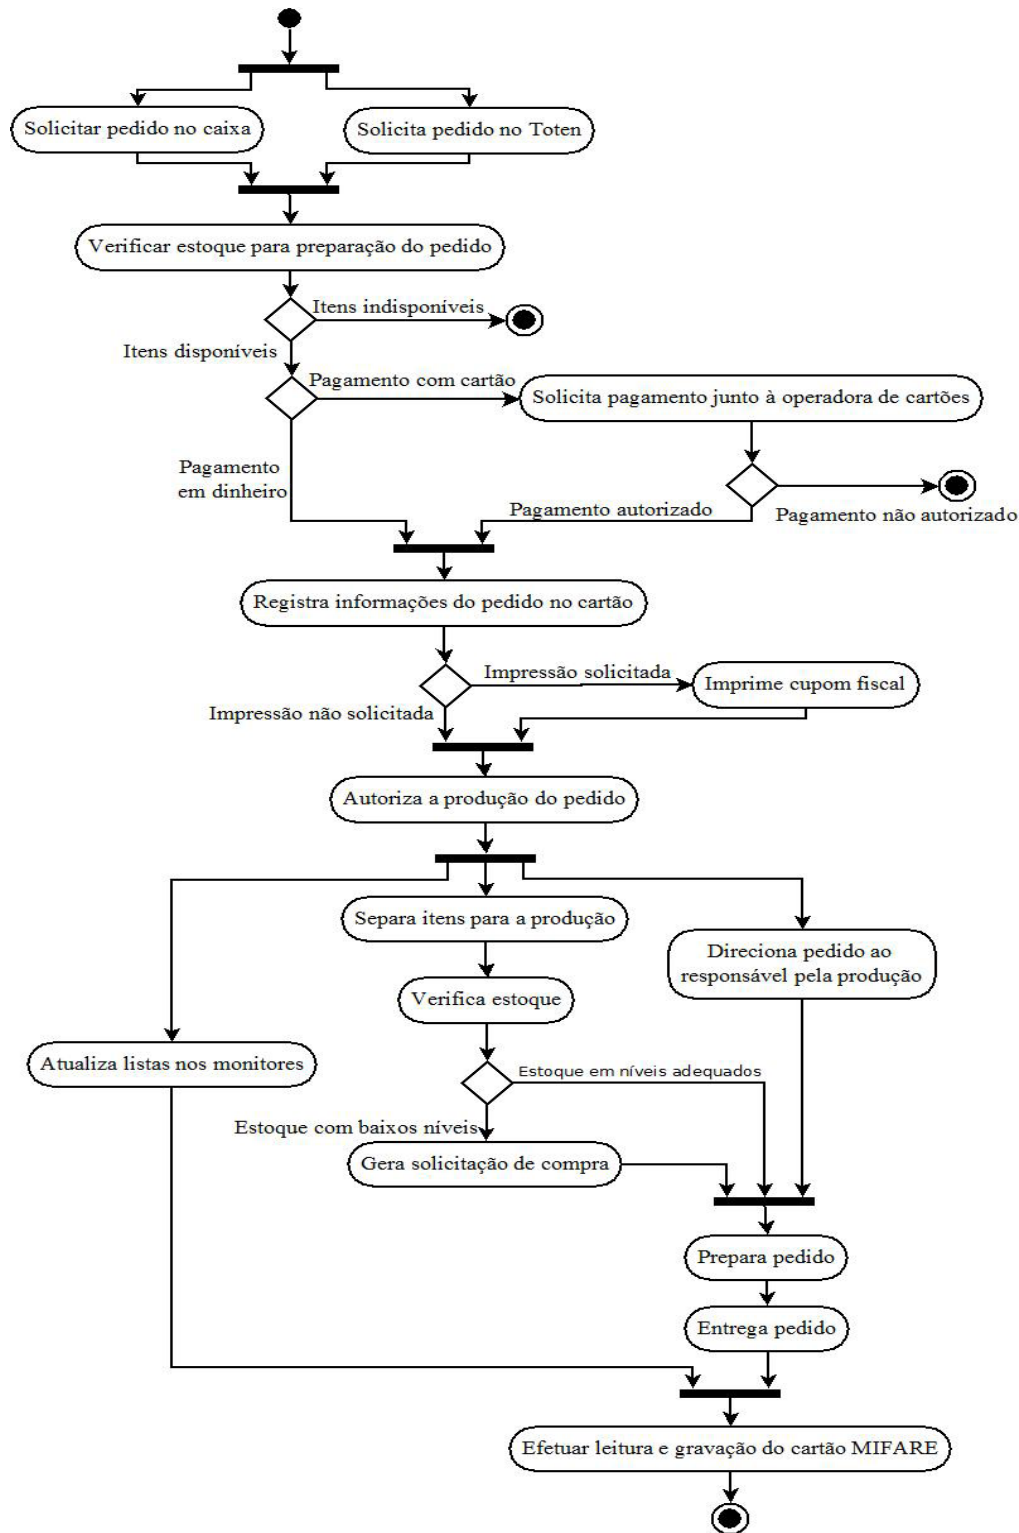 Solicitar pedido no caixa
Solicita pedido no Toten
Verificar estoque para preparação do pedido
Itens indisponíveis
Itens disponíveis
Pagamento com cartão
Solicita pagamento junto à operadora de cartões
Pagamento
em dinheiro
Pagamento autorizado
Pagamento não autorizado
Registra informações do pedido no cartão
Impressão solicitada
Imprime cupom fiscal
Impressão não solicitada
Autoriza a produção do pedido
Separa itens para a produção
Direciona pedido ao
responsável pela produção
Verifica estoque
Atualiza listas nos monitores
Estoque em níveis adequados
Estoque com baixos níveis
Gera solicitação de compra
Prepara pedido
Entrega pedido
Efetuar leitura e gravação do cartão MIFARE